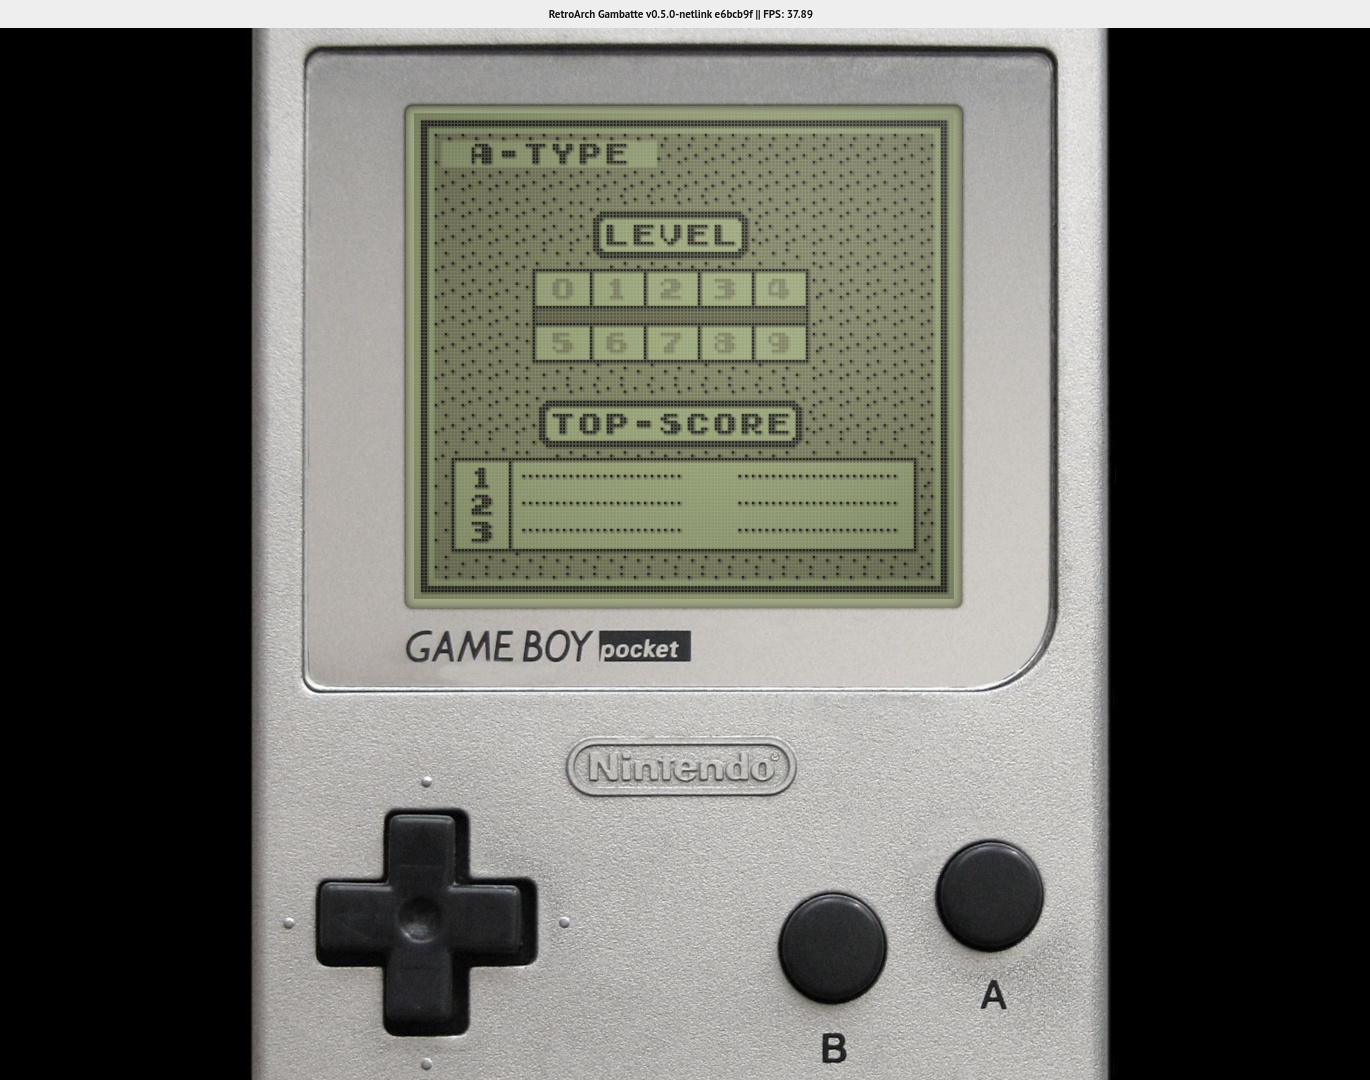 RetroArch Gambatte v0.5.0-netlink e6bcb9f || FPS: 37.89
A-TYPE
LEVEL
0 1 2 3 4
5 6 7 8 9
TOP-SCORE
1
2
3
GAME BOY pocket
Nintendo®
A
B